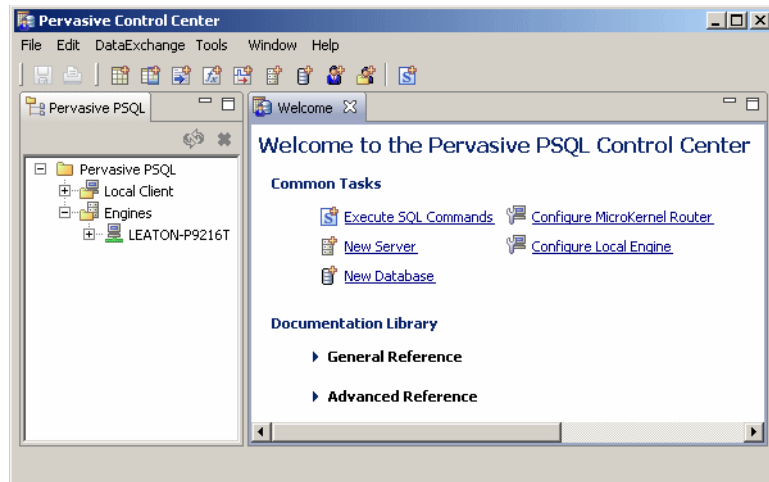 Pervasive Control Center
File Edit DataExchange Tools Window Help
Pervasive PSQL
Welcome
Pervasive PSQL
Local Client
Engines
LEATON-P9216T
Welcome to the Pervasive PSQL Control Center
Common Tasks
Execute SQL Commands Configure MicroKernel Router
New Server Configure Local Engine
New Database
Documentation Library
General Reference
Advanced Reference